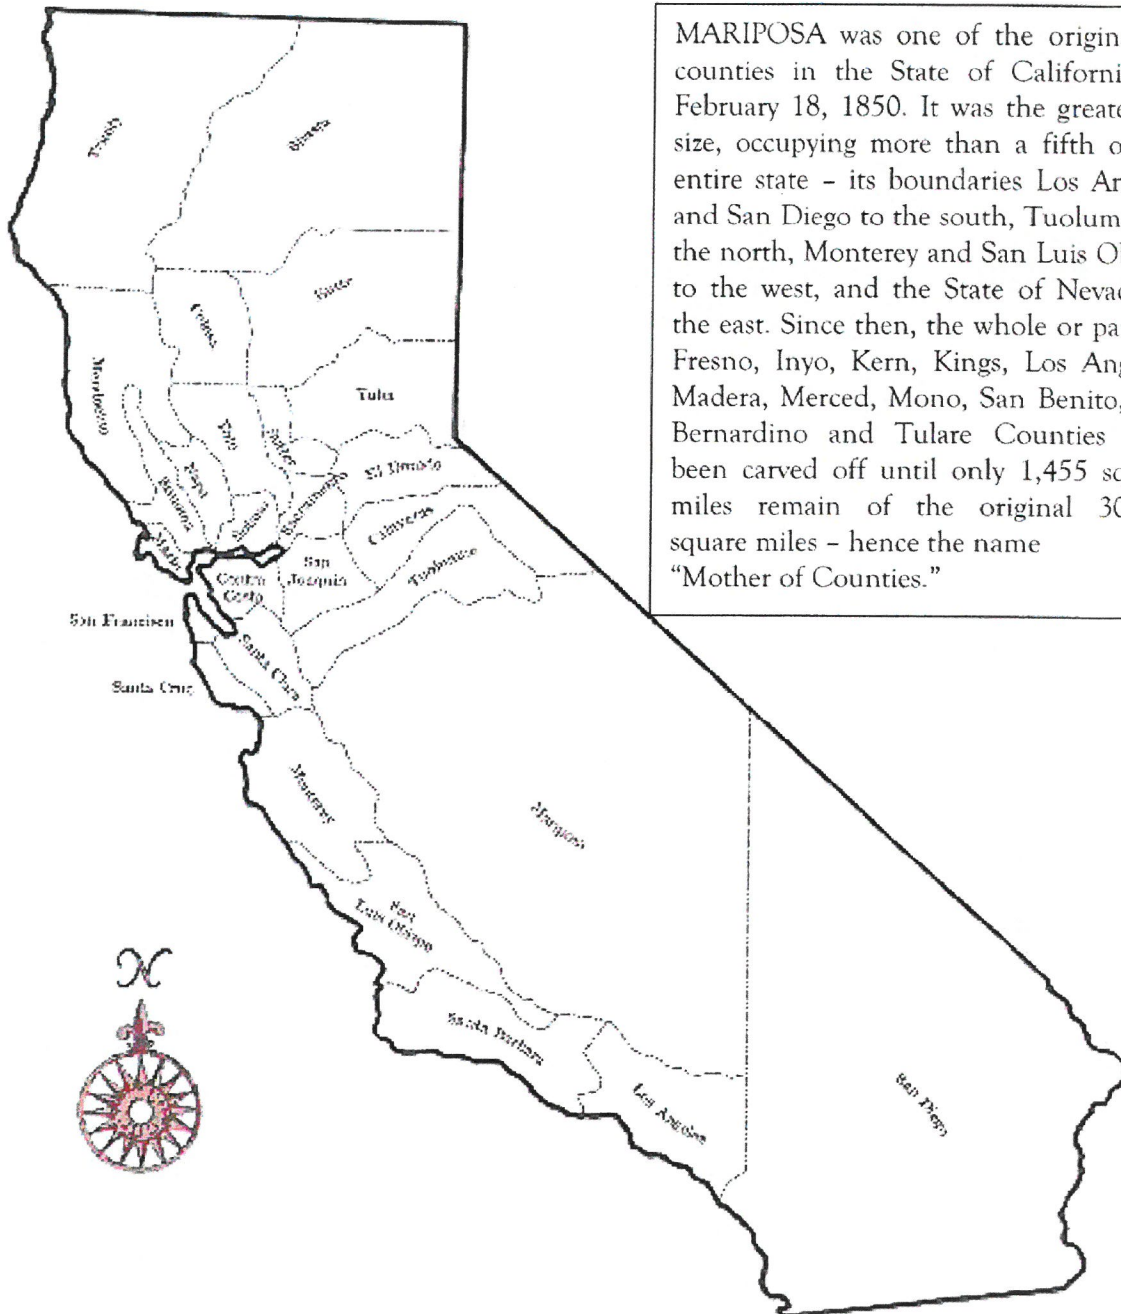 MARIPOSA was one of the origin
counties in the State of Californi
February 18, 1850. It was the greate
size, occupying more than a fifth o
entire state – its boundaries Los An
and San Diego to the south, Tuolum
the north, Monterey and San Luis O
to the west, and the State of Neva
the east. Since then, the whole or pa
Fresno, Inyo, Kern, Kings, Los Ang
Madera, Merced, Mono, San Benito,
Bernardino and Tulare Counties
been carved off until only 1,455 sq
miles remain of the original 30
square miles – hence the name
"Mother of Counties."
Trinity
Shasta
Butte
Colusa
Mendocino
Yuba
Yolo
Sutter
El Dorado
Napa
Sonoma
Solano
Sacramento
Calaveras
Marin
San
Joaquin
Tuolumne
Contra
Costa
San Francisco
Santa Clara
Santa Cruz
Monterey
Mariposa
San
Luis Obispo
N
Santa Barbara
Los Angeles
San Diego